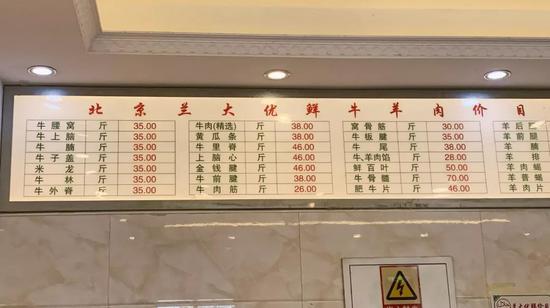 北京兰大优鲜牛羊肉价目
牛腰窝 斤 35.00 牛肉(精选) 斤 38.00 窝骨筋 斤 30.00 羊后
牛上脑 斤 35.00 黄瓜条 斤 38.00 牛板腱 斤 35.00 羊前腿
牛腩 斤 35.00 牛里脊 斤 46.00 牛尾 斤 38.00 羊腩
牛子盖 斤 35.00 上脑心 斤 46.00 牛、羊肉馅 斤 28.00 羊排
米龙 斤 35.00 金钱腱 斤 46.00 鲜百叶 斤 50.00 羊肉蝎
牛林 斤 35.00 牛前腱 斤 38.00 牛骨髓 斤 70.00 羊普蝎
牛外脊 斤 35.00 牛肉筋 斤 26.00 肥牛片 斤 46.00 羊肉片